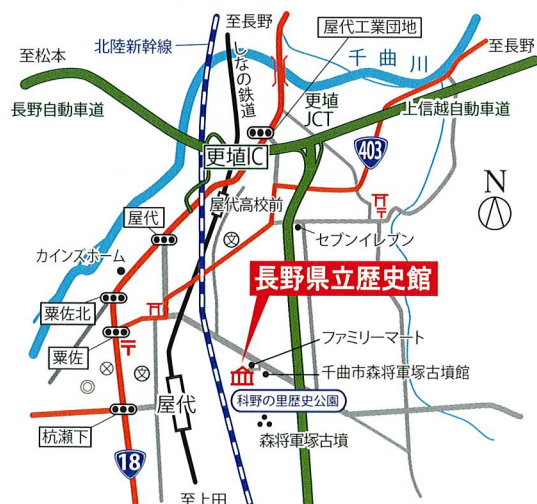 至長野
屋代工業団地
北陸新幹線
至長野
至松本
しなの鉄道
千曲川
長野自動車道
更埴
JCT
上信越自動車道
更埴IC
403
N
屋代高校前
屋代
文
セブンイレブン
カインズホーム
長野県立歴史館
粟佐北
ファミリーマート
粟佐
千曲市森将軍塚古墳館
科野の里歴史公園
屋代
杭瀬下
森将軍塚古墳
18
至上田